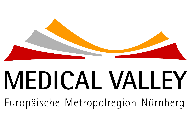 MEDICAL VALLEY
Europäische Metropolregion Nürnberg